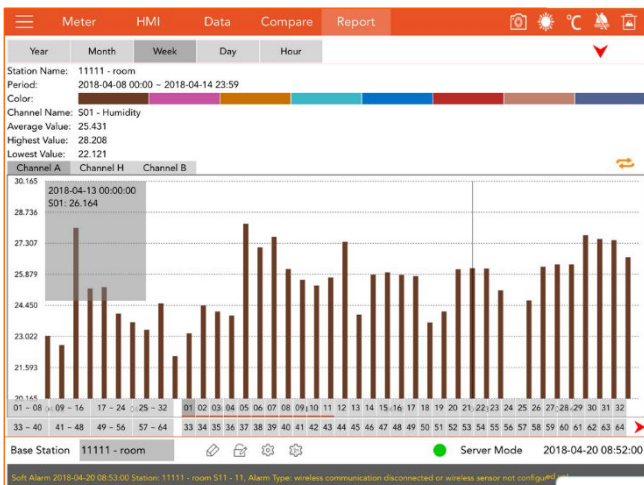 Meter HMI Data Compare Report °C
Year Month Week Day Hour
Station Name: 11111 - room
Period: 2018-04-08 00:00 ~ 2018-04-14 23:59
Color:
Channel Name: S01 - Humidity
Average Value: 25.431
Highest Value: 28.208
Lowest Value: 22.121
Channel A Channel H Channel B
30.165
2018-04-13 00:00:00
S01: 26.164
28.736
27.307
25.879
24.450
23.022
21.593
20.165
01 - 08 09 - 16 17 - 24 25 - 32 01 02 03 04 05 06 07 08 09 10 11 12 13 14 15 16 17 18 19 20 21 22 23 24 25 26 27 28 29 30 31 32
33 - 40 41 - 48 49 - 56 57 - 64 33 34 35 36 37 38 39 40 41 42 43 44 45 46 47 48 49 50 51 52 53 54 55 56 57 58 59 60 61 62 63 64
Base Station 11111 - room Server Mode 2018-04-20 08:52:00
Soft Alarm 2018-04-20 08:53:00 Station: 11111 - room S11 - 11, Alarm Type: wireless communication disconnected or wireless sensor not configured